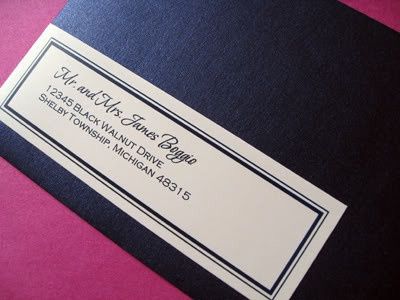 Mr. and Mrs. James Boggio
12345 Black Walnut Drive
Shelby Township, Michigan 48315